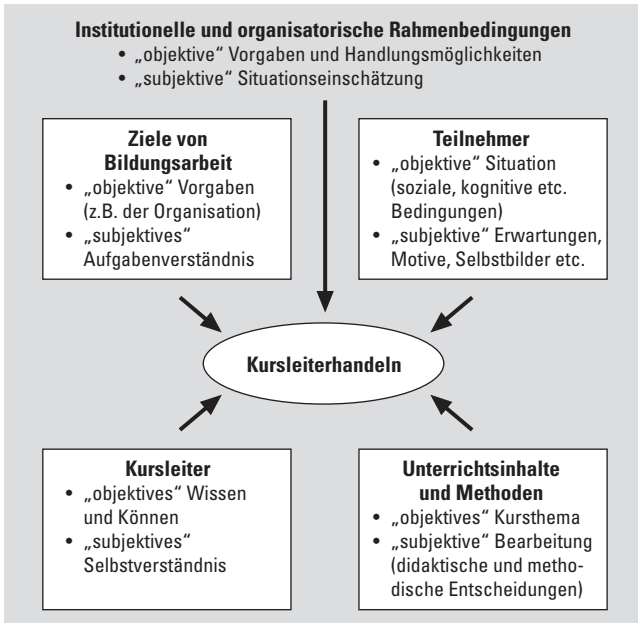 Institutionelle und organisatorische Rahmenbedingungen
• „objektive“ Vorgaben und Handlungsmöglichkeiten
• „subjektive“ Situationseinschätzung
Ziele von
Bildungsarbeit
• „objektive“ Vorgaben
(z.B. der Organisation)
• „subjektives“
Aufgabenverständnis
Teilnehmer
• „objektive“ Situation
(soziale, kognitive etc.
Bedingungen)
• „subjektive“ Erwartungen,
Motive, Selbstbilder etc.
Kursleiterhandeln
Kursleiter
• „objektives“ Wissen
und Können
• „subjektives“
Selbstverständnis
Unterrichtsinhalte
und Methoden
• „objektives“ Kursthema
• „subjektive“ Bearbeitung
(didaktische und metho-
dische Entscheidungen)